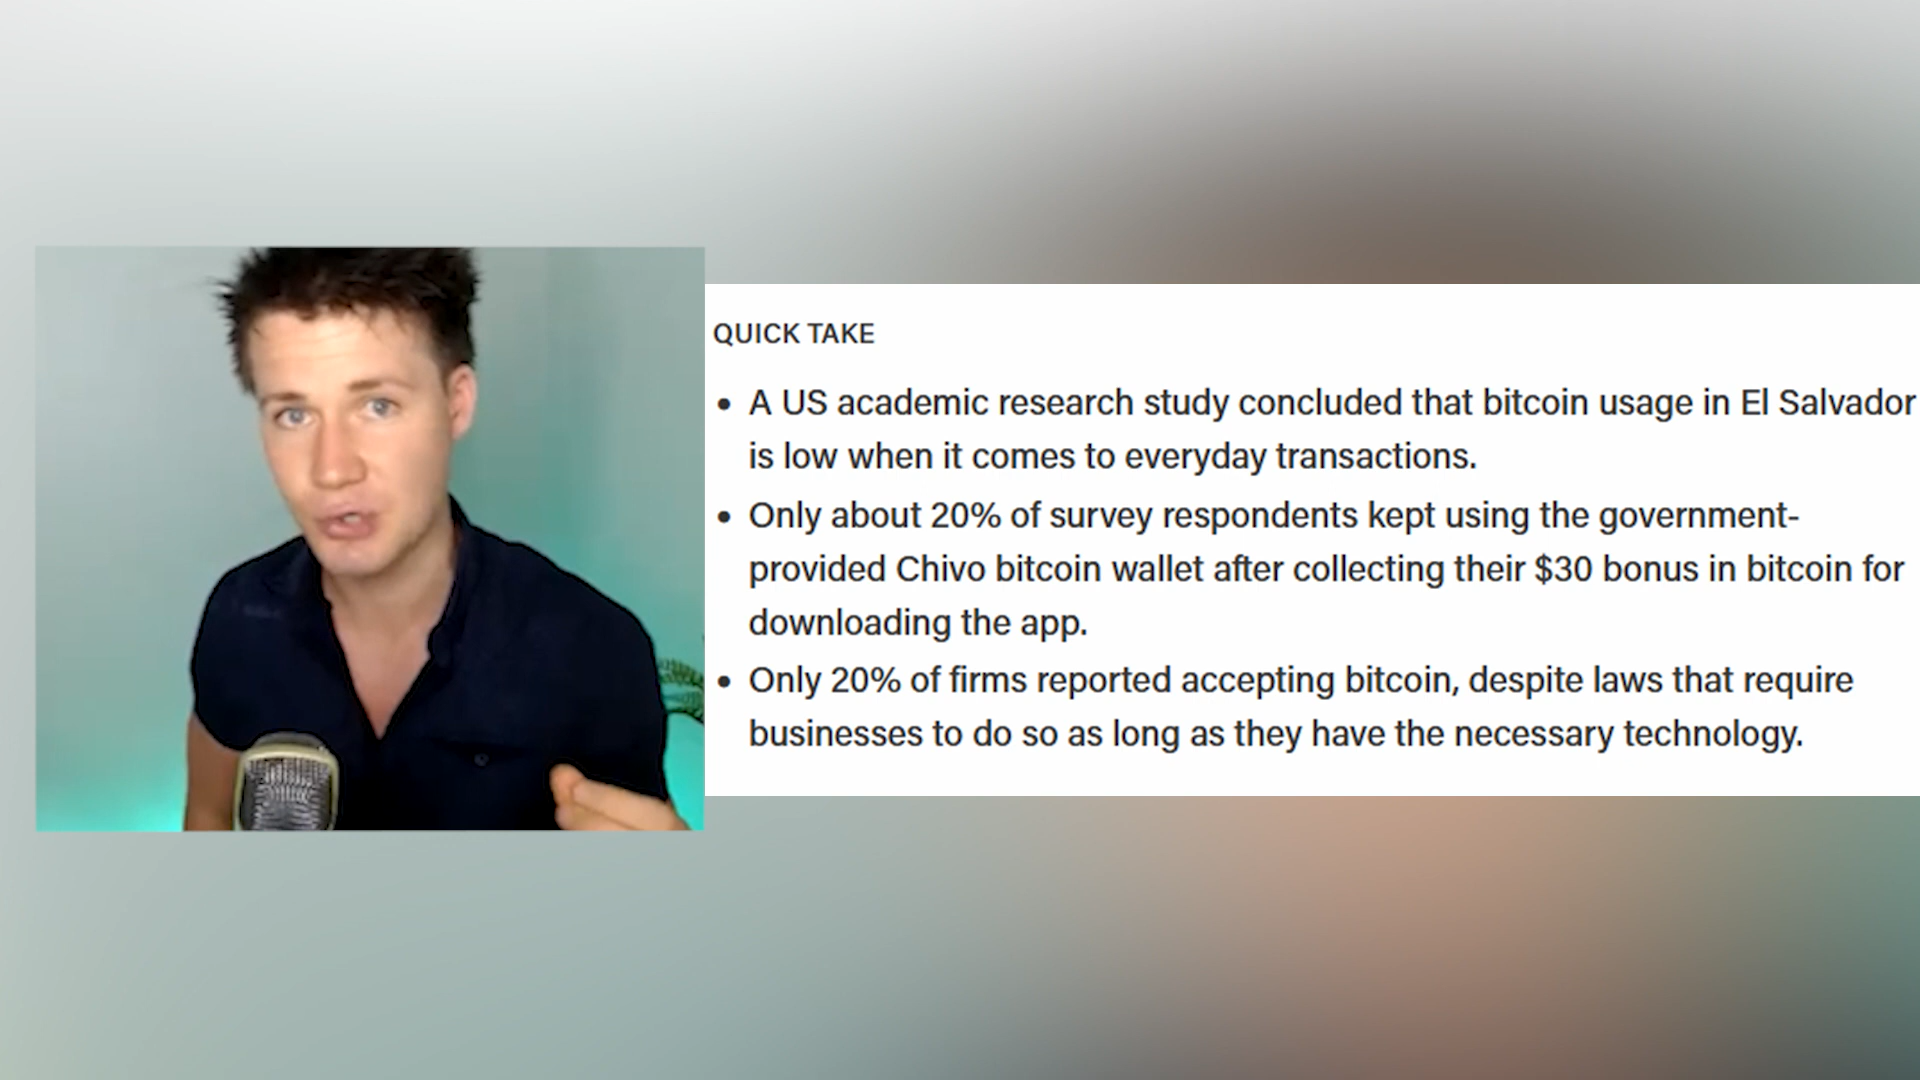 QUICK TAKE
• A US academic research study concluded that bitcoin usage in El Salvador
is low when it comes to everyday transactions.
• Only about 20% of survey respondents kept using the government-
provided Chivo bitcoin wallet after collecting their $30 bonus in bitcoin for
downloading the app.
• Only 20% of firms reported accepting bitcoin, despite laws that require
businesses to do so as long as they have the necessary technology.